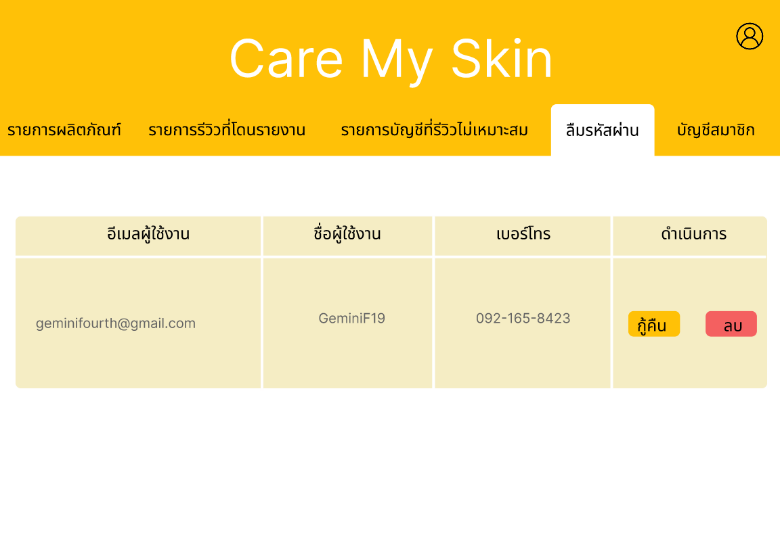 Care My Skin
รายการผลิตภัณฑ์ รายการรีวิวที่โดนรายงาน รายการบัญชีที่รีวิวไม่เหมาะสม ลืมรหัสผ่าน บัญชีสมาชิก
อีเมลผู้ใช้งาน ชื่อผู้ใช้งาน เบอร์โทร ดำเนินการ
geminifourth@gmail.com GeminiF19 092-165-8423 กู้คืน ลบ